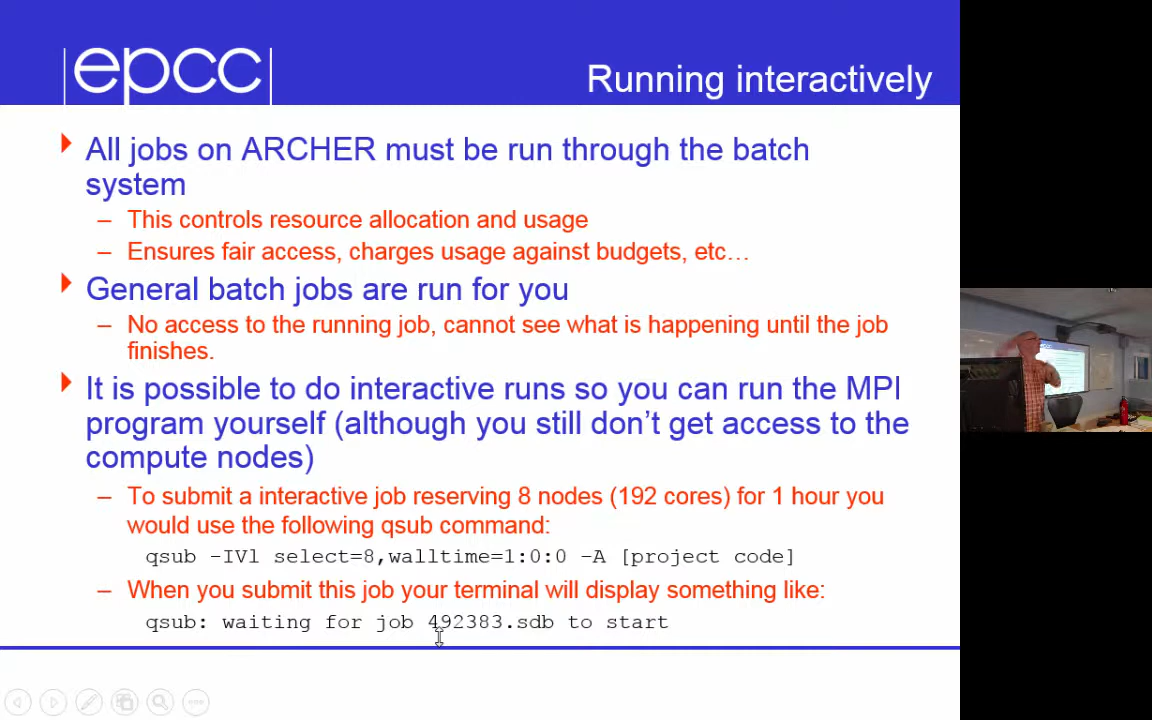 |epcc|
Running interactively
All jobs on ARCHER must be run through the batch
system
– This controls resource allocation and usage
– Ensures fair access, charges usage against budgets, etc…
General batch jobs are run for you
– No access to the running job, cannot see what is happening until the job
finishes.
It is possible to do interactive runs so you can run the MPI
program yourself (although you still don’t get access to the
compute nodes)
– To submit a interactive job reserving 8 nodes (192 cores) for 1 hour you
would use the following qsub command:
qsub -IVl select=8,walltime=1:0:0 -A [project code]
– When you submit this job your terminal will display something like:
qsub: waiting for job 492383.sdb to start